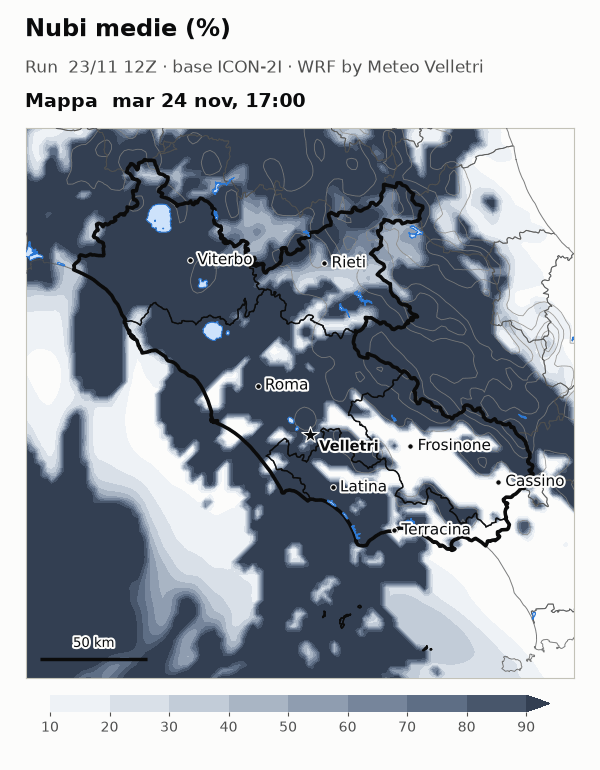 Nubi medie (%)
Run  23/11 12Z · base ICON-2I · WRF by Meteo Velletri
Mappa  mar 24 nov, 17:00
Viterbo
Rieti
Roma
Velletri
Frosinone
Latina
Cassino
Terracina
50 km
10 20 30 40 50 60 70 80 90